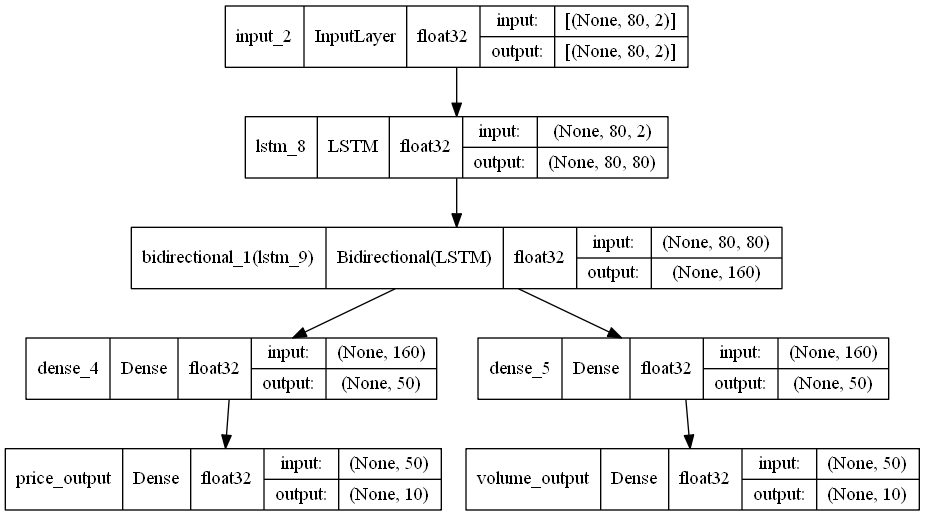 input_2 InputLayer float32 input: [(None, 80, 2)]
output: [(None, 80, 2)]
lstm_8 LSTM float32 input: (None, 80, 2)
output: (None, 80, 80)
bidirectional_1(lstm_9) Bidirectional(LSTM) float32 input: (None, 80, 80)
output: (None, 160)
dense_4 Dense float32 input: (None, 160)
output: (None, 50)
dense_5 Dense float32 input: (None, 160)
output: (None, 50)
price_output Dense float32 input: (None, 50)
output: (None, 10)
volume_output Dense float32 input: (None, 50)
output: (None, 10)